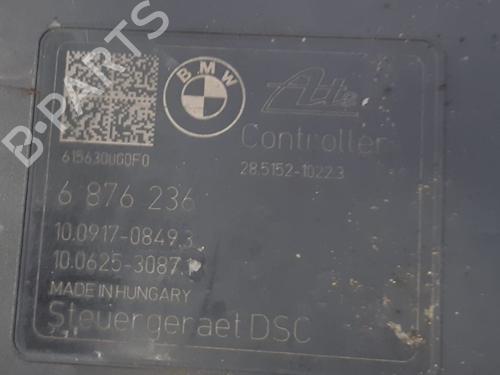 BMW
Ate
Controller
615630UGQF0
28.5152-1022.3
6 876 236
10.0917-0849.3
10.0625-3087.1
MADE IN HUNGARY
Steuergeraet DSC
B-PARTS